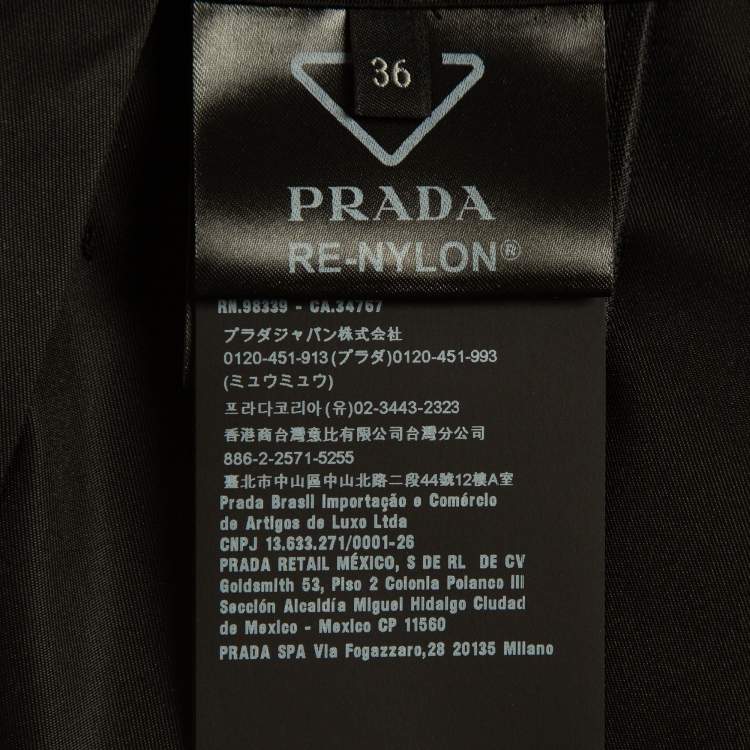 36
PRADA
RE-NYLON®
RN.98339 - CA.34767
プラダジャパン株式会社
0120-451-913(プラダ)0120-451-993
(ミュウミュウ)
프라다코리아(유)02-3443-2323
香港商台灣意比有限公司台灣分公司
886-2-2571-5255
臺北市中山區中山北路二段44號12樓A室
Prada Brasil Importação e Comércio
de Artigos de Luxo Ltda
CNPJ 13.633.271/0001-26
PRADA RETAIL MÉXICO, S DE RL DE CV
Goldsmith 53, Piso 2 Colonia Polanco III
Sección Alcaldía Miguel Hidalgo Ciudad
de Mexico - Mexico CP 11560
PRADA SPA Via Fogazzaro,28 20135 Milano